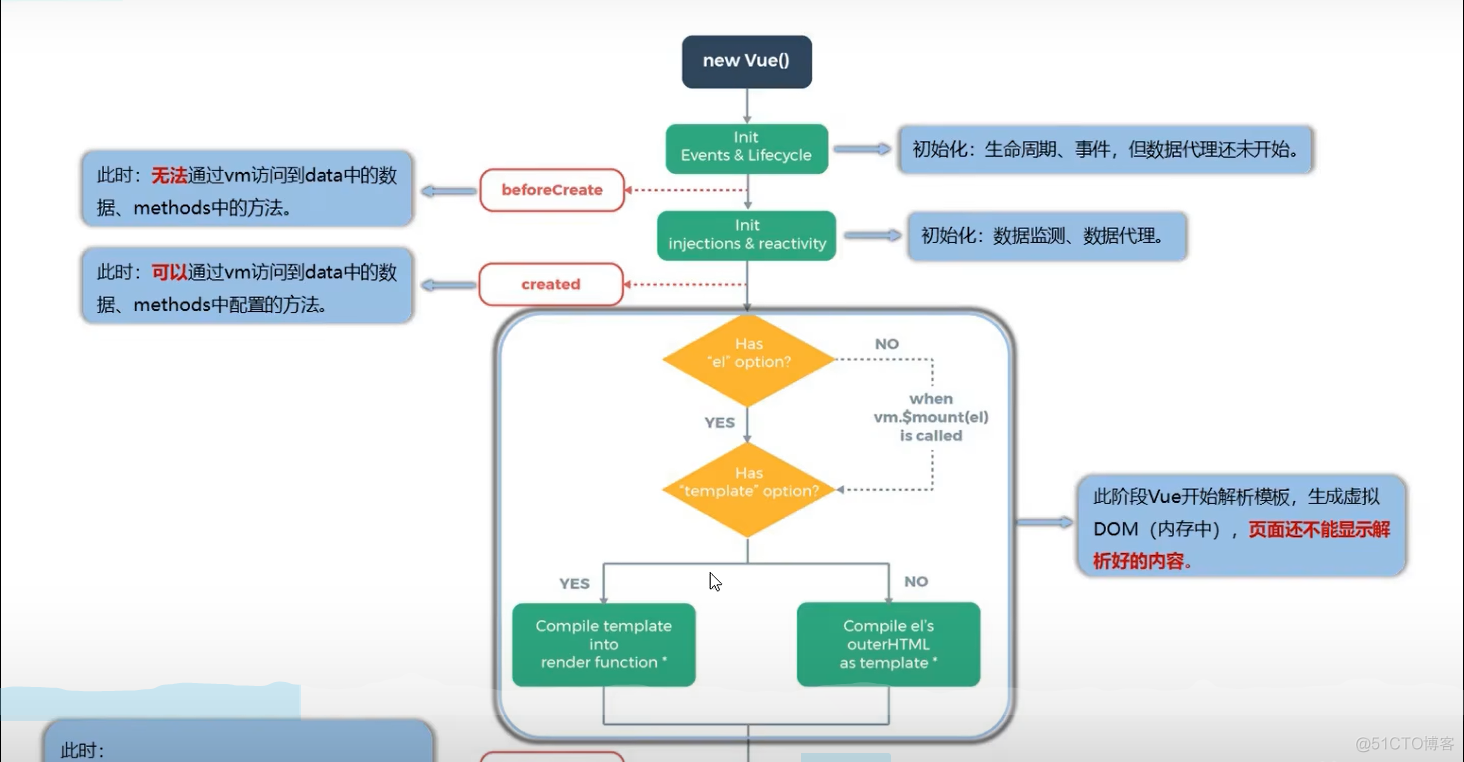 new Vue()
Init
Events & Lifecycle
初始化：生命周期、事件，但数据代理还未开始。
此时：无法通过vm访问到data中的数
据、methods中的方法。
beforeCreate
Init
injections & reactivity
初始化：数据监测、数据代理。
此时：可以通过vm访问到data中的数
据、methods中配置的方法。
created
Has
"el" option?
NO
when
vm.$mount(el)
is called
YES
Has
"template" option?
此阶段Vue开始解析模板，生成虚拟
DOM（内存中），页面还不能显示解
析好的内容。
YES
NO
Compile template
into
render function *
Compile el's
outerHTML
as template *
此时：
@51CTO博客